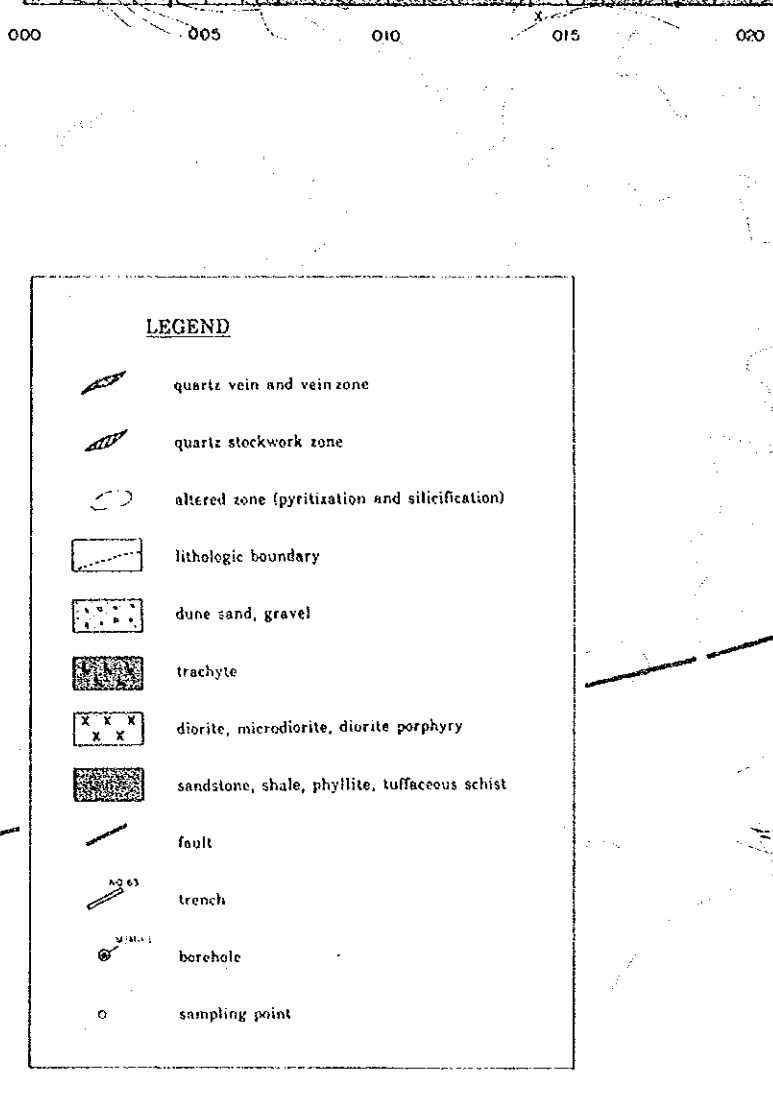 000 005 010 015 020
LEGEND
quartz vein and vein zone
quartz stockwork zone
altered zone (pyritization and silicification)
lithologic boundary
dune sand, gravel
trachyte
diorite, microdiorite, diorite porphyry
sandstone, shale, phyllite, tuffaceous schist
fault
trench
borehole
sampling point